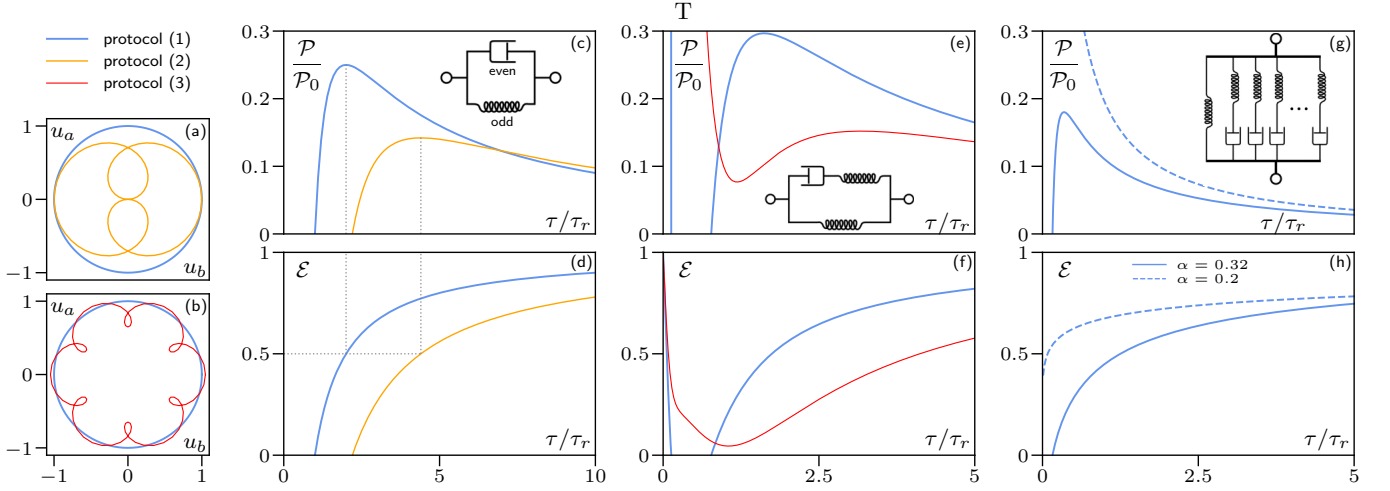 T
protocol (1)
protocol (2)
protocol (3)
(a)
u_a
1
0
−1
u_b
(b)
u_a
1
0
−1
u_b
−1 0 1
(c)
0.3
0.2
0.1
0
𝒫
𝒫₀
even
odd
τ/τ_r
(d)
1
0.5
0
ℰ
τ/τ_r
0 5 10
(e)
0.3
0.2
0.1
0
𝒫
𝒫₀
τ/τ_r
(f)
1
0.5
0
ℰ
τ/τ_r
0 2.5 5
(g)
0.3
0.2
0.1
0
𝒫
𝒫₀
...
τ/τ_r
(h)
1
0.5
0
ℰ
α = 0.32
α = 0.2
τ/τ_r
0 2.5 5